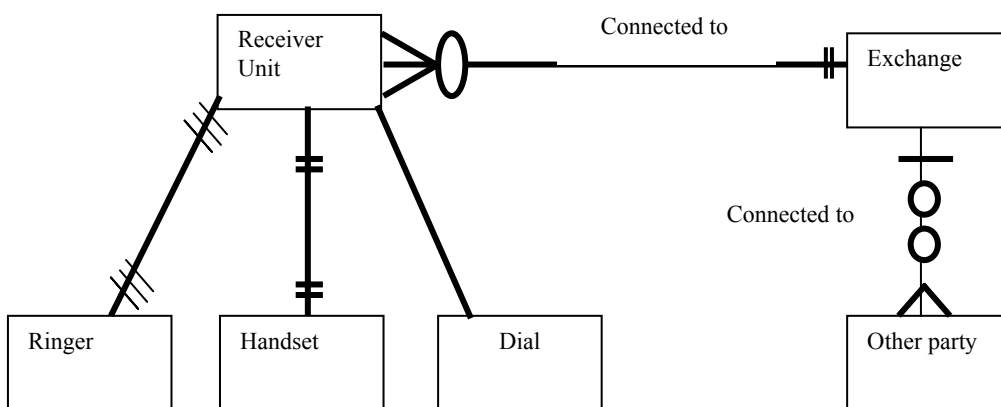 Receiver
Unit
Connected to
Exchange
Connected to
Ringer
Handset
Dial
Other party